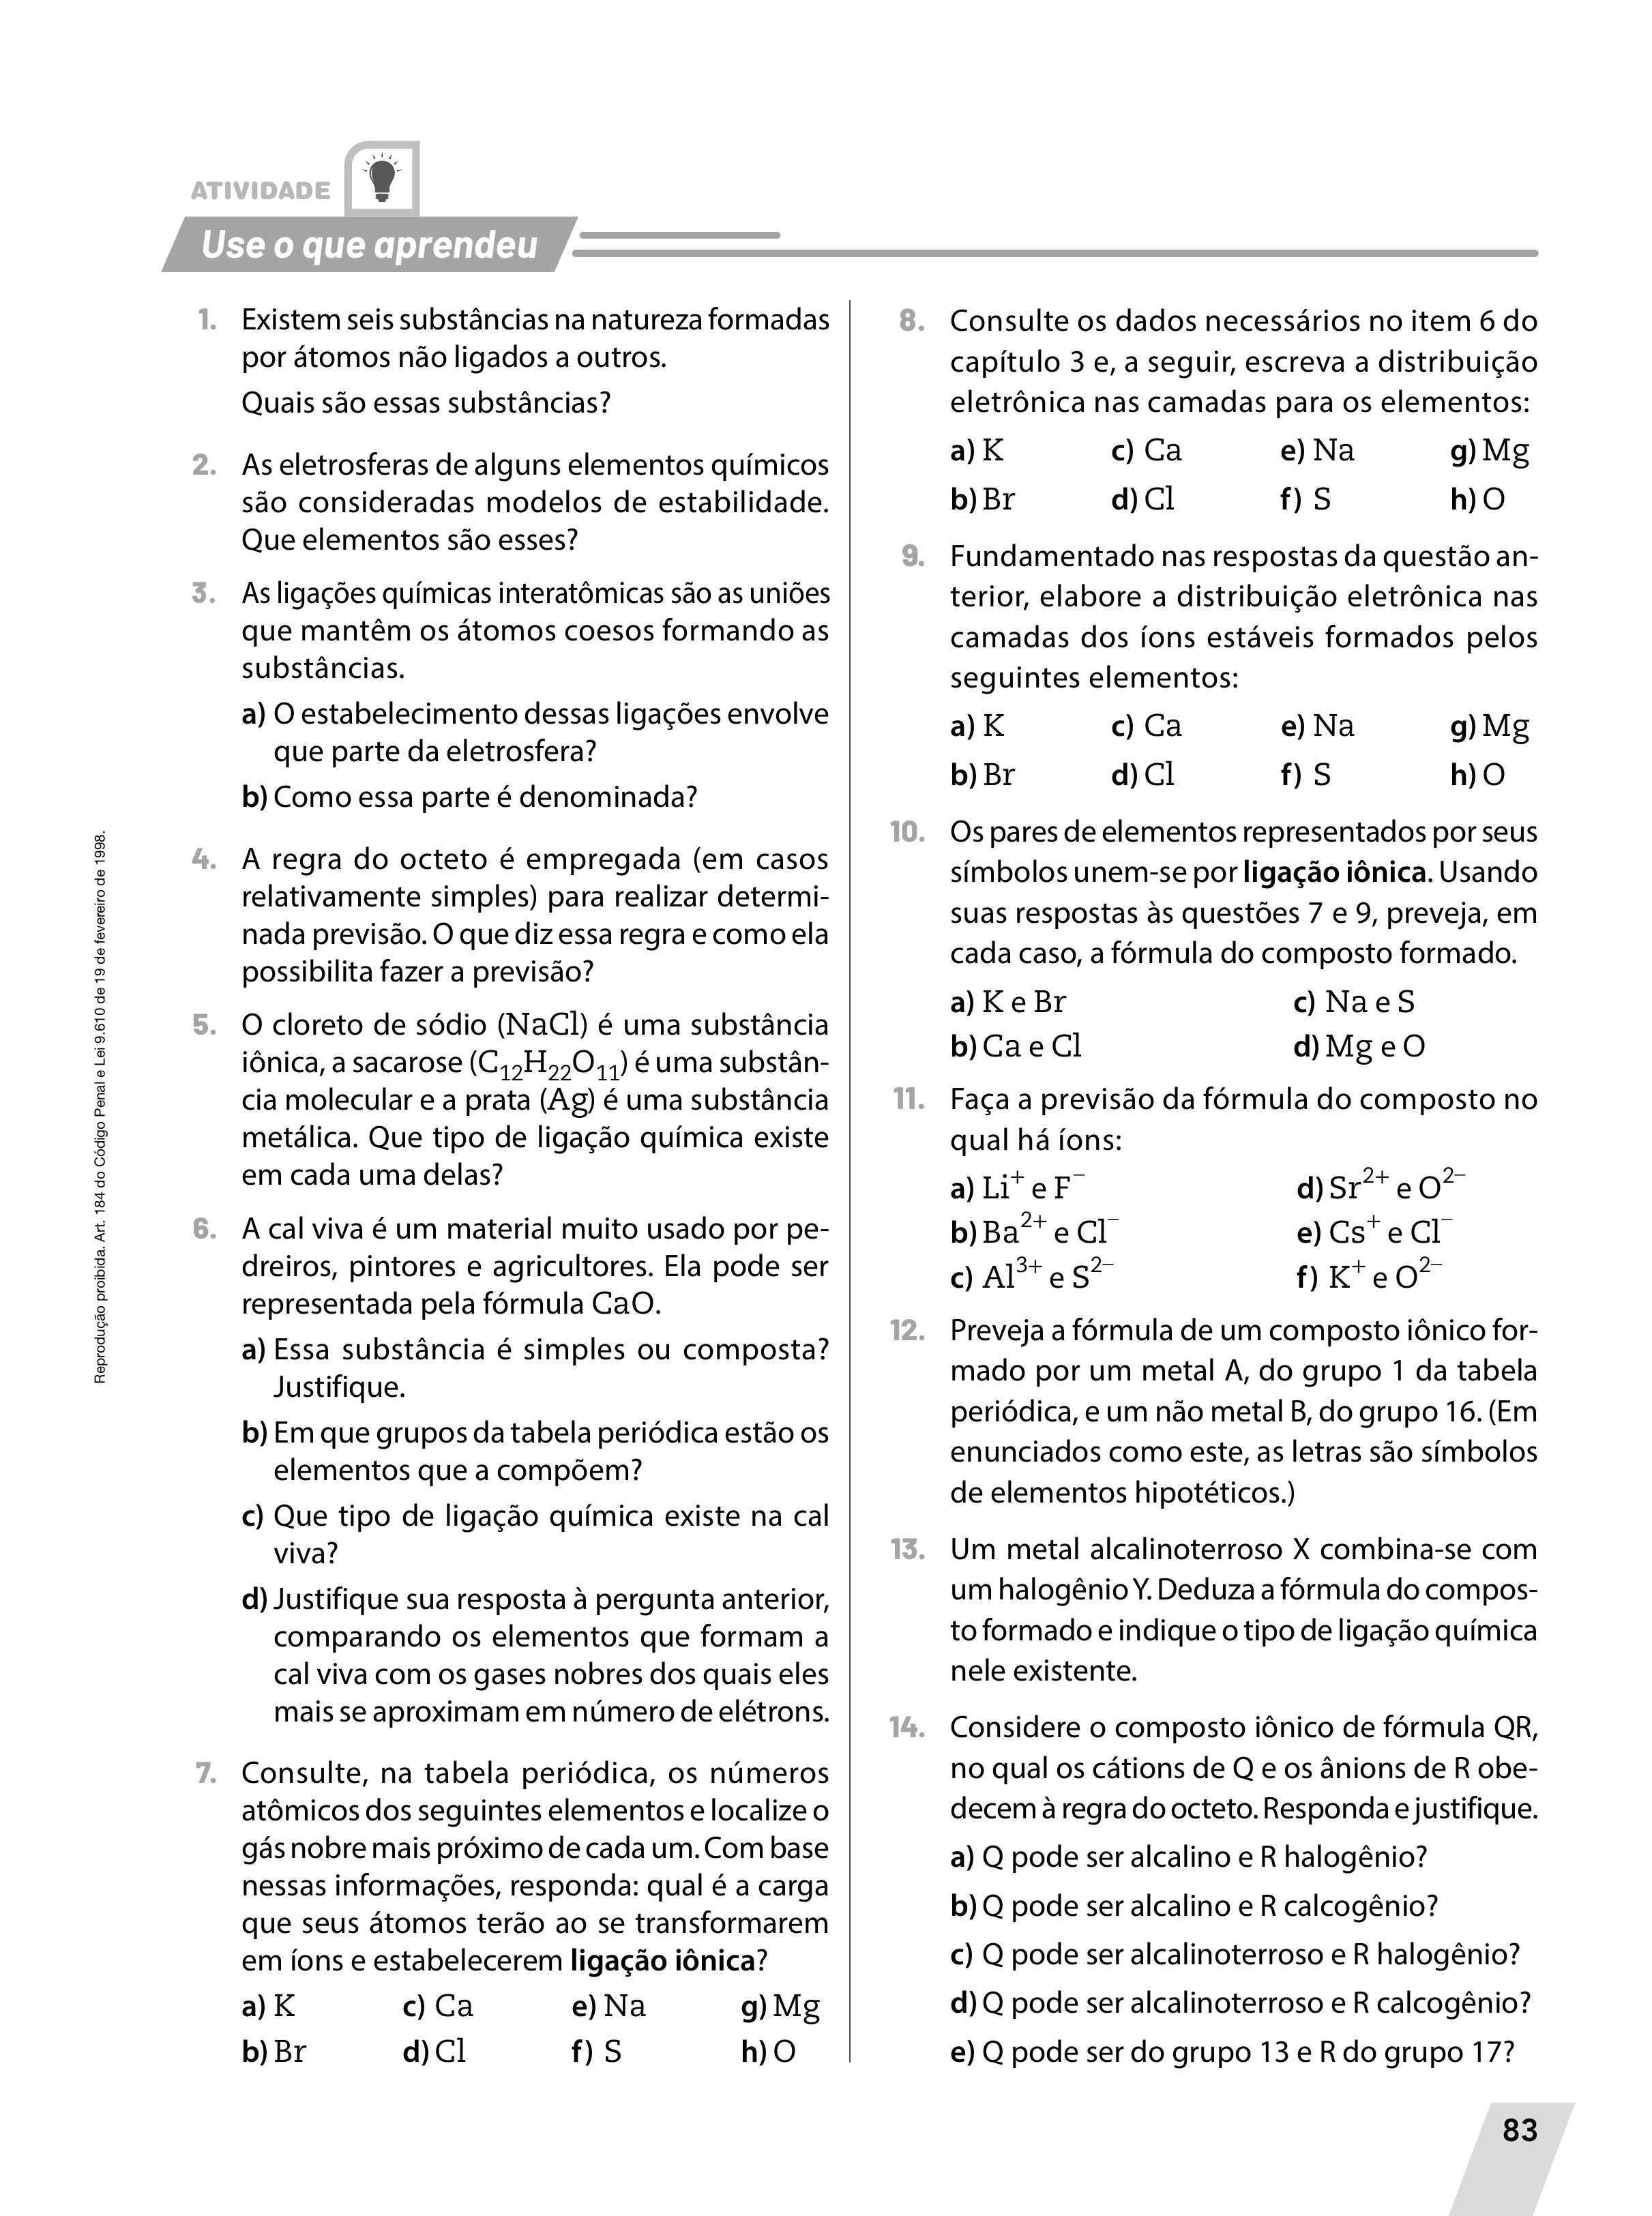 ATIVIDADE
Use o que aprendeu
1. Existem seis substâncias na natureza formadas
por átomos não ligados a outros.
Quais são essas substâncias?
2. As eletrosferas de alguns elementos químicos
são consideradas modelos de estabilidade.
Que elementos são esses?
3. As ligações químicas interatômicas são as uniões
que mantêm os átomos coesos formando as
substâncias.
a) O estabelecimento dessas ligações envolve
que parte da eletrosfera?
b) Como essa parte é denominada?
4. A regra do octeto é empregada (em casos
relativamente simples) para realizar determi-
nada previsão. O que diz essa regra e como ela
possibilita fazer a previsão?
5. O cloreto de sódio (NaCl) é uma substância
iônica, a sacarose (C₁₂H₂₂O₁₁) é uma substân-
cia molecular e a prata (Ag) é uma substância
metálica. Que tipo de ligação química existe
em cada uma delas?
6. A cal viva é um material muito usado por pe-
dreiros, pintores e agricultores. Ela pode ser
representada pela fórmula CaO.
a) Essa substância é simples ou composta?
Justifique.
b) Em que grupos da tabela periódica estão os
elementos que a compõem?
c) Que tipo de ligação química existe na cal
viva?
d) Justifique sua resposta à pergunta anterior,
comparando os elementos que formam a
cal viva com os gases nobres dos quais eles
mais se aproximam em número de elétrons.
7. Consulte, na tabela periódica, os números
atômicos dos seguintes elementos e localize o
gás nobre mais próximo de cada um. Com base
nessas informações, responda: qual é a carga
que seus átomos terão ao se transformarem
em íons e estabelecerem ligação iônica?
a) K c) Ca e) Na g) Mg
b) Br d) Cl f) S h) O
8. Consulte os dados necessários no item 6 do
capítulo 3 e, a seguir, escreva a distribuição
eletrônica nas camadas para os elementos:
a) K c) Ca e) Na g) Mg
b) Br d) Cl f) S h) O
9. Fundamentado nas respostas da questão an-
terior, elabore a distribuição eletrônica nas
camadas dos íons estáveis formados pelos
seguintes elementos:
a) K c) Ca e) Na g) Mg
b) Br d) Cl f) S h) O
10. Os pares de elementos representados por seus
símbolos unem-se por ligação iônica. Usando
suas respostas às questões 7 e 9, preveja, em
cada caso, a fórmula do composto formado.
a) K e Br c) Na e S
b) Ca e Cl d) Mg e O
11. Faça a previsão da fórmula do composto no
qual há íons:
a) Li⁺ e F⁻ d) Sr²⁺ e O²⁻
b) Ba²⁺ e Cl⁻ e) Cs⁺ e Cl⁻
c) Al³⁺ e S²⁻ f) K⁺ e O²⁻
12. Preveja a fórmula de um composto iônico for-
mado por um metal A, do grupo 1 da tabela
periódica, e um não metal B, do grupo 16. (Em
enunciados como este, as letras são símbolos
de elementos hipotéticos.)
13. Um metal alcalinoterroso X combina-se com
um halogênio Y. Deduza a fórmula do compos-
to formado e indique o tipo de ligação química
nele existente.
14. Considere o composto iônico de fórmula QR,
no qual os cátions de Q e os ânions de R obe-
decem à regra do octeto. Responda e justifique.
a) Q pode ser alcalino e R halogênio?
b) Q pode ser alcalino e R calcogênio?
c) Q pode ser alcalinoterroso e R halogênio?
d) Q pode ser alcalinoterroso e R calcogênio?
e) Q pode ser do grupo 13 e R do grupo 17?
Reprodução proibida. Art. 184 do Código Penal e Lei 9.610 de 19 de fevereiro de 1998.
83